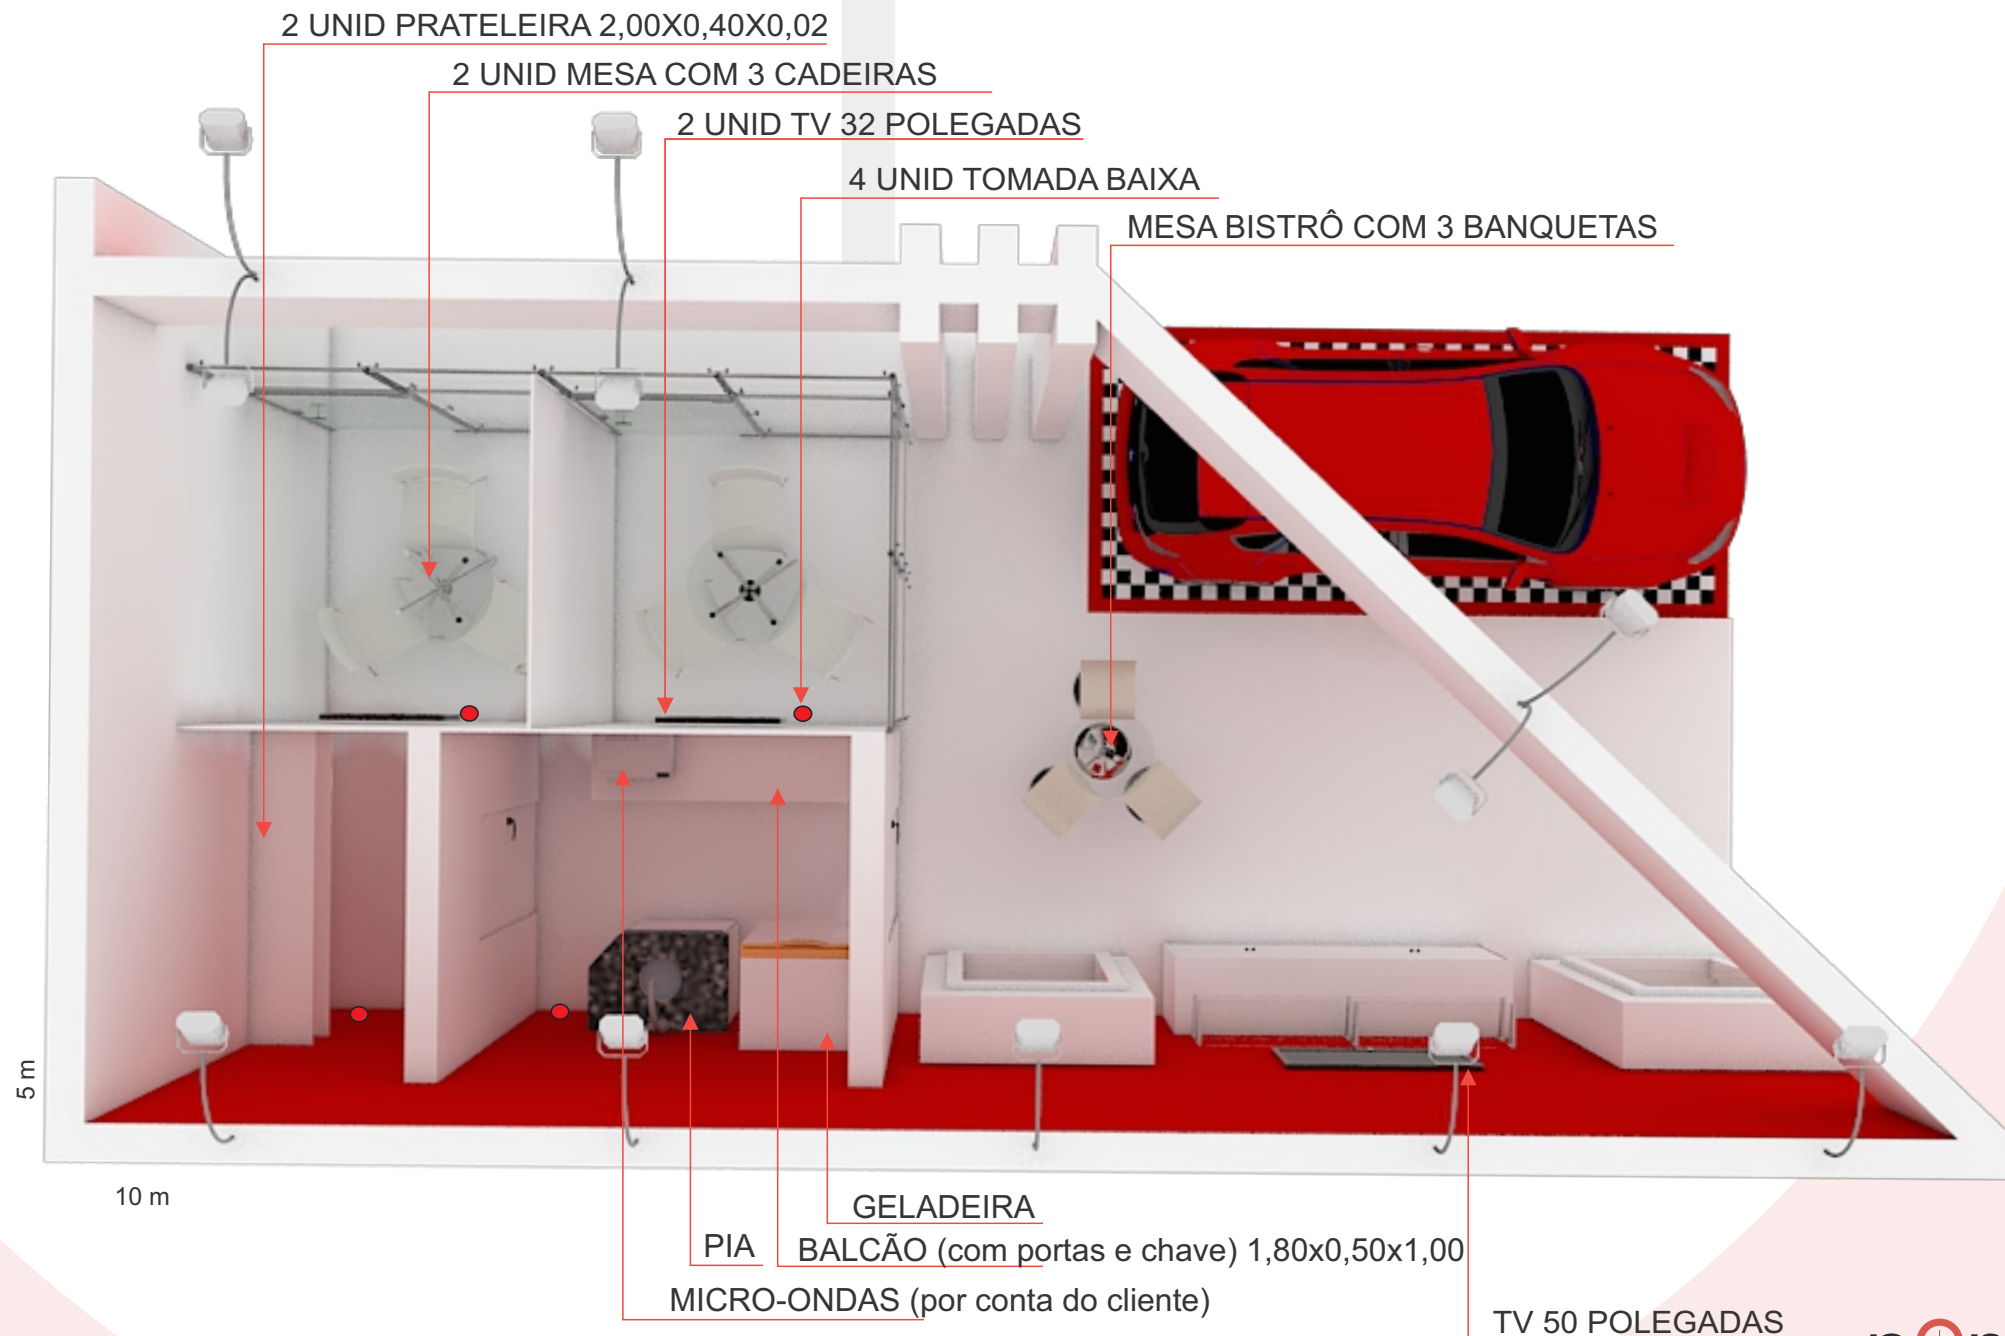 2 UNID PRATELEIRA 2,00X0,40X0,02
2 UNID MESA COM 3 CADEIRAS
2 UNID TV 32 POLEGADAS
4 UNID TOMADA BAIXA
MESA BISTRÔ COM 3 BANQUETAS
5 m
10 m
GELADEIRA
PIA
BALCÃO (com portas e chave) 1,80x0,50x1,00
MICRO-ONDAS (por conta do cliente)
TV 50 POLEGADAS